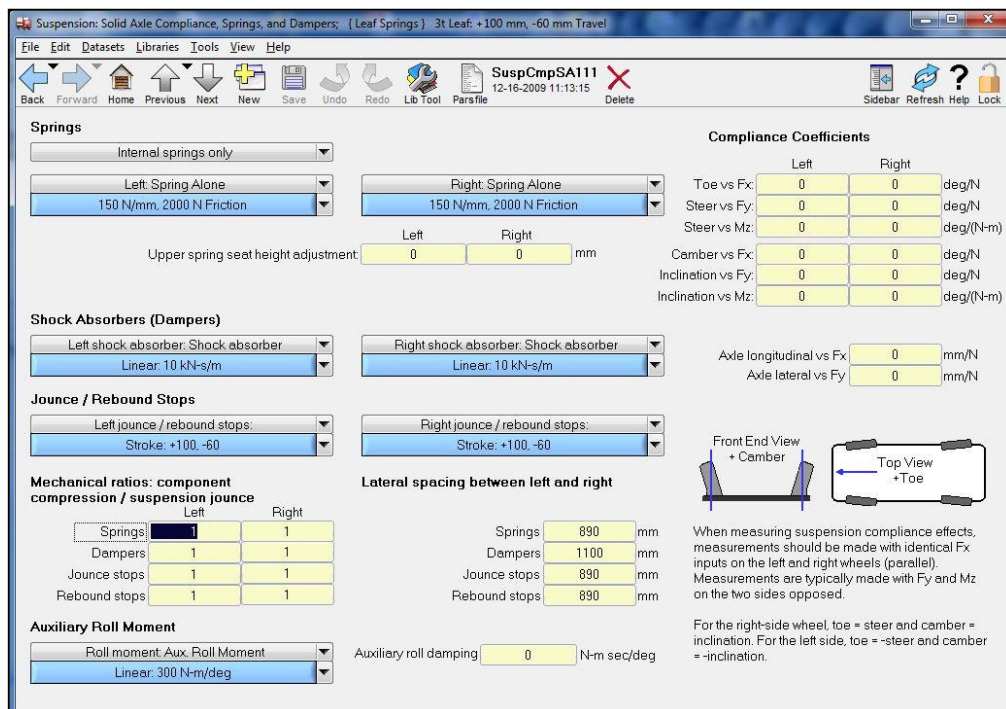 Suspension: Solid Axle Compliance, Springs, and Dampers; { Leaf Springs } 3t Leaf: +100 mm, -60 mm Travel
File Edit Datasets Libraries Tools View Help
SuspCmpSA111
12-16-2009 11:13:15
Back Forward Home Previous Next New Save Undo Redo Lib Tool Parsfile Delete Sidebar Refresh Help Lock
Springs
Internal springs only
Left: Spring Alone Right: Spring Alone
150 N/mm, 2000 N Friction 150 N/mm, 2000 N Friction
Left Right
Upper spring seat height adjustment: 0 0 mm
Shock Absorbers (Dampers)
Left shock absorber: Shock absorber Right shock absorber: Shock absorber
Linear: 10 kN-s/m Linear: 10 kN-s/m
Jounce / Rebound Stops
Left jounce / rebound stops: Right jounce / rebound stops:
Stroke: +100, -60 Stroke: +100, -60
Mechanical ratios: component
compression / suspension jounce
Left Right
Springs 1 1
Dampers 1 1
Jounce stops 1 1
Rebound stops 1 1
Lateral spacing between left and right
Springs 890 mm
Dampers 1100 mm
Jounce stops 890 mm
Rebound stops 890 mm
Auxiliary Roll Moment
Roll moment: Aux. Roll Moment
Linear: 300 N-m/deg
Auxiliary roll damping 0 N-m sec/deg
Compliance Coefficients
Left Right
Toe vs Fx: 0 0 deg/N
Steer vs Fy: 0 0 deg/N
Steer vs Mz: 0 0 deg/(N-m)
Camber vs Fx: 0 0 deg/N
Inclination vs Fy: 0 0 deg/N
Inclination vs Mz: 0 0 deg/(N-m)
Axle longitudinal vs Fx 0 mm/N
Axle lateral vs Fy 0 mm/N
Front End View
+ Camber
Top View
+Toe
When measuring suspension compliance effects,
measurements should be made with identical Fx
inputs on the left and right wheels (parallel).
Measurements are typically made with Fy and Mz
on the two sides opposed.
For the right-side wheel, toe = steer and camber =
inclination. For the left side, toe = -steer and camber
= -inclination.